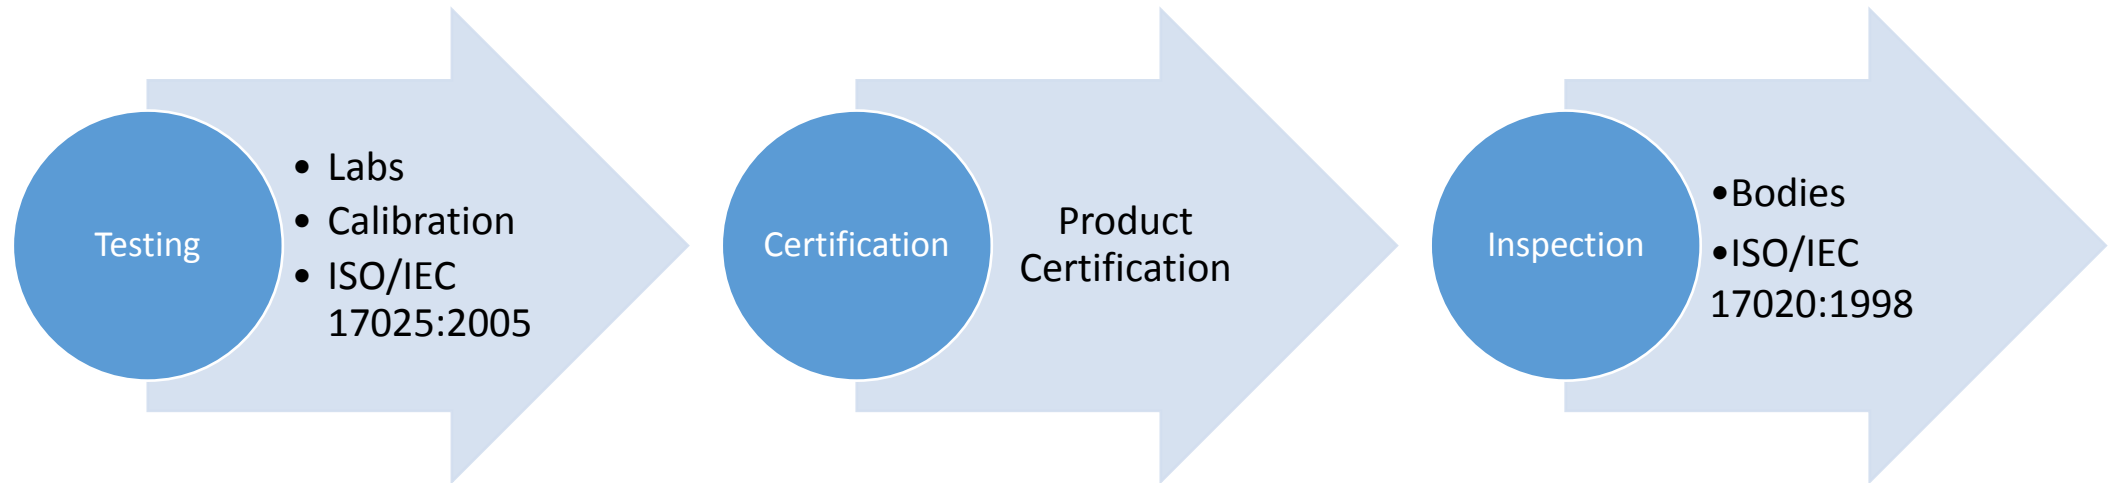 Testing
• Labs
• Calibration
• ISO/IEC
17025:2005
Certification
Product
Certification
Inspection
•Bodies
•ISO/IEC
17020:1998